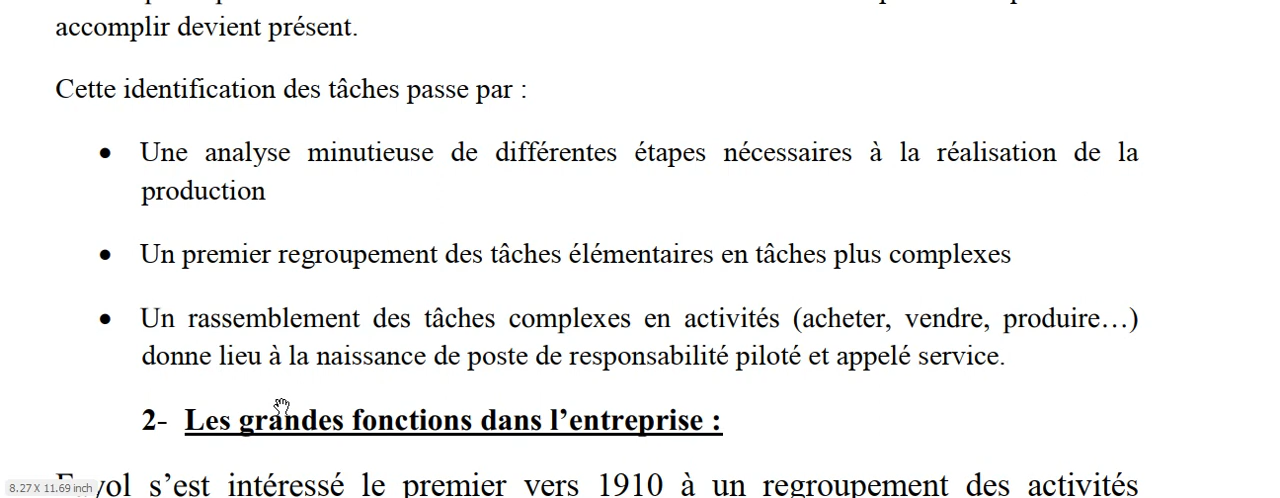 accomplir devient présent.
Cette identification des tâches passe par :
• Une analyse minutieuse de différentes étapes nécessaires à la réalisation de la
production
• Un premier regroupement des tâches élémentaires en tâches plus complexes
• Un rassemblement des tâches complexes en activités (acheter, vendre, produire…)
donne lieu à la naissance de poste de responsabilité piloté et appelé service.
2- Les grandes fonctions dans l’entreprise :
s’est intéressé le premier vers 1910 à un regroupement des activités
8.27 X 11.69 inch